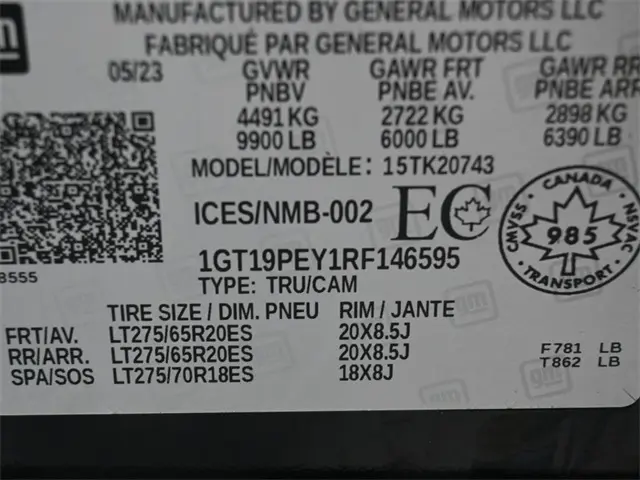 MANUFACTURED BY GENERAL MOTORS LLC
FABRIQUÉ PAR GENERAL MOTORS LLC
05/23 GVWR GAWR FRT GAWR RR
PNBV PNBE AV. PNBE ARR
4491 KG 2722 KG 2898 KG
9900 LB 6000 LB 6390 LB
MODEL/MODÈLE: 15TK20743
ICES/NMB-002 EC
CANADA
CMVSS 985 NSVAC
TRANSPORT
8555
1GT19PEY1RF146595
TYPE: TRU/CAM
TIRE SIZE / DIM. PNEU RIM / JANTE
FRT/AV. LT275/65R20ES 20X8.5J
RR/ARR. LT275/65R20ES 20X8.5J
SPA/SOS LT275/70R18ES 18X8J
F781 LB
T862 LB
gm